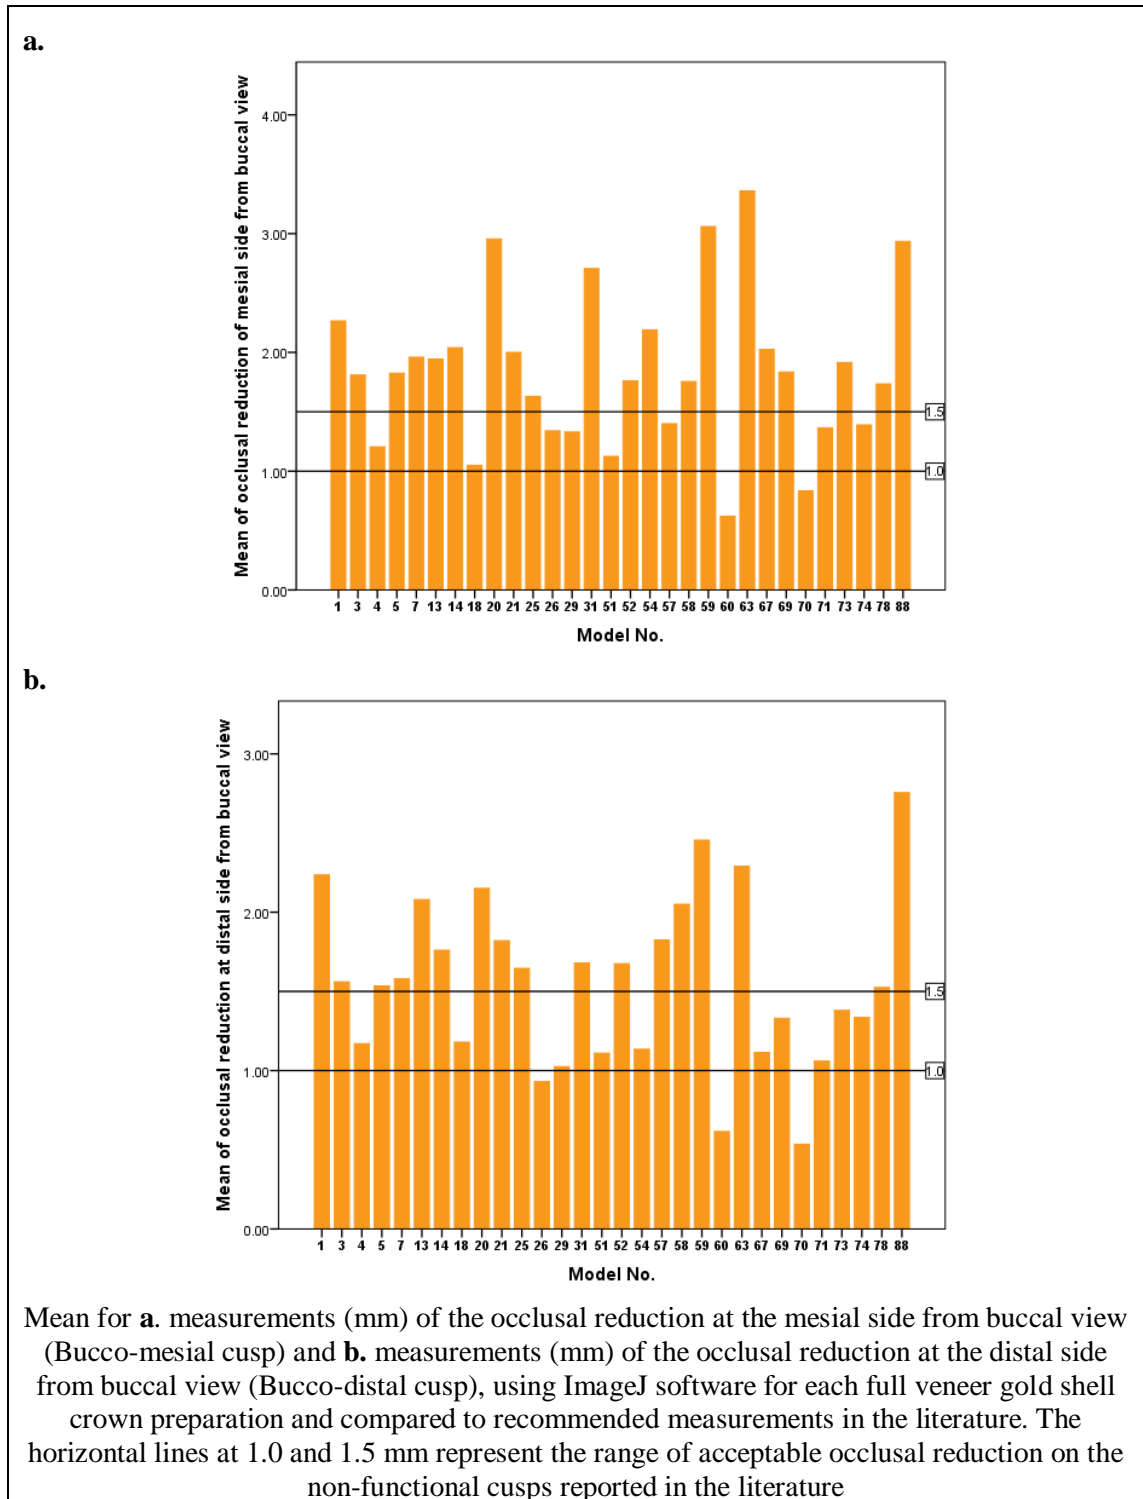 a.
Mean of occlusal reduction of mesial side from buccal view
4.00
3.00
2.00
1.00
0.00
1.5
1.0
1 3 4 5 7 13 14 18 20 21 25 26 29 31 51 52 54 57 58 59 60 63 67 69 70 71 73 74 78 88
Model No.
b.
Mean of occlusal reduction at distal side from buccal view
3.00
2.00
1.00
0.00
1.5
1.0
1 3 4 5 7 13 14 18 20 21 25 26 29 31 51 52 54 57 58 59 60 63 67 69 70 71 73 74 78 88
Model No.
Mean for a. measurements (mm) of the occlusal reduction at the mesial side from buccal view
(Bucco-mesial cusp) and b. measurements (mm) of the occlusal reduction at the distal side
from buccal view (Bucco-distal cusp), using ImageJ software for each full veneer gold shell
crown preparation and compared to recommended measurements in the literature. The
horizontal lines at 1.0 and 1.5 mm represent the range of acceptable occlusal reduction on the
non-functional cusps reported in the literature